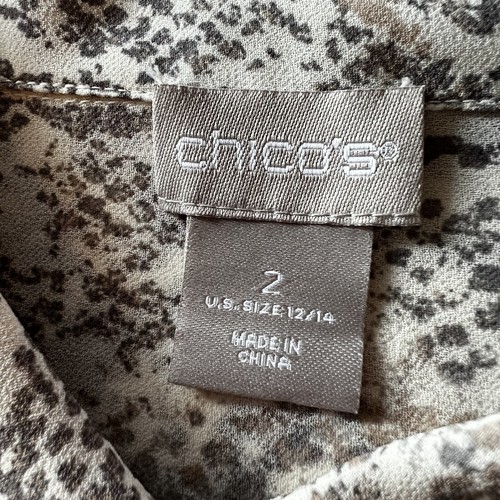 chico's®
2
U.S. SIZE 12/14
MADE IN
CHINA